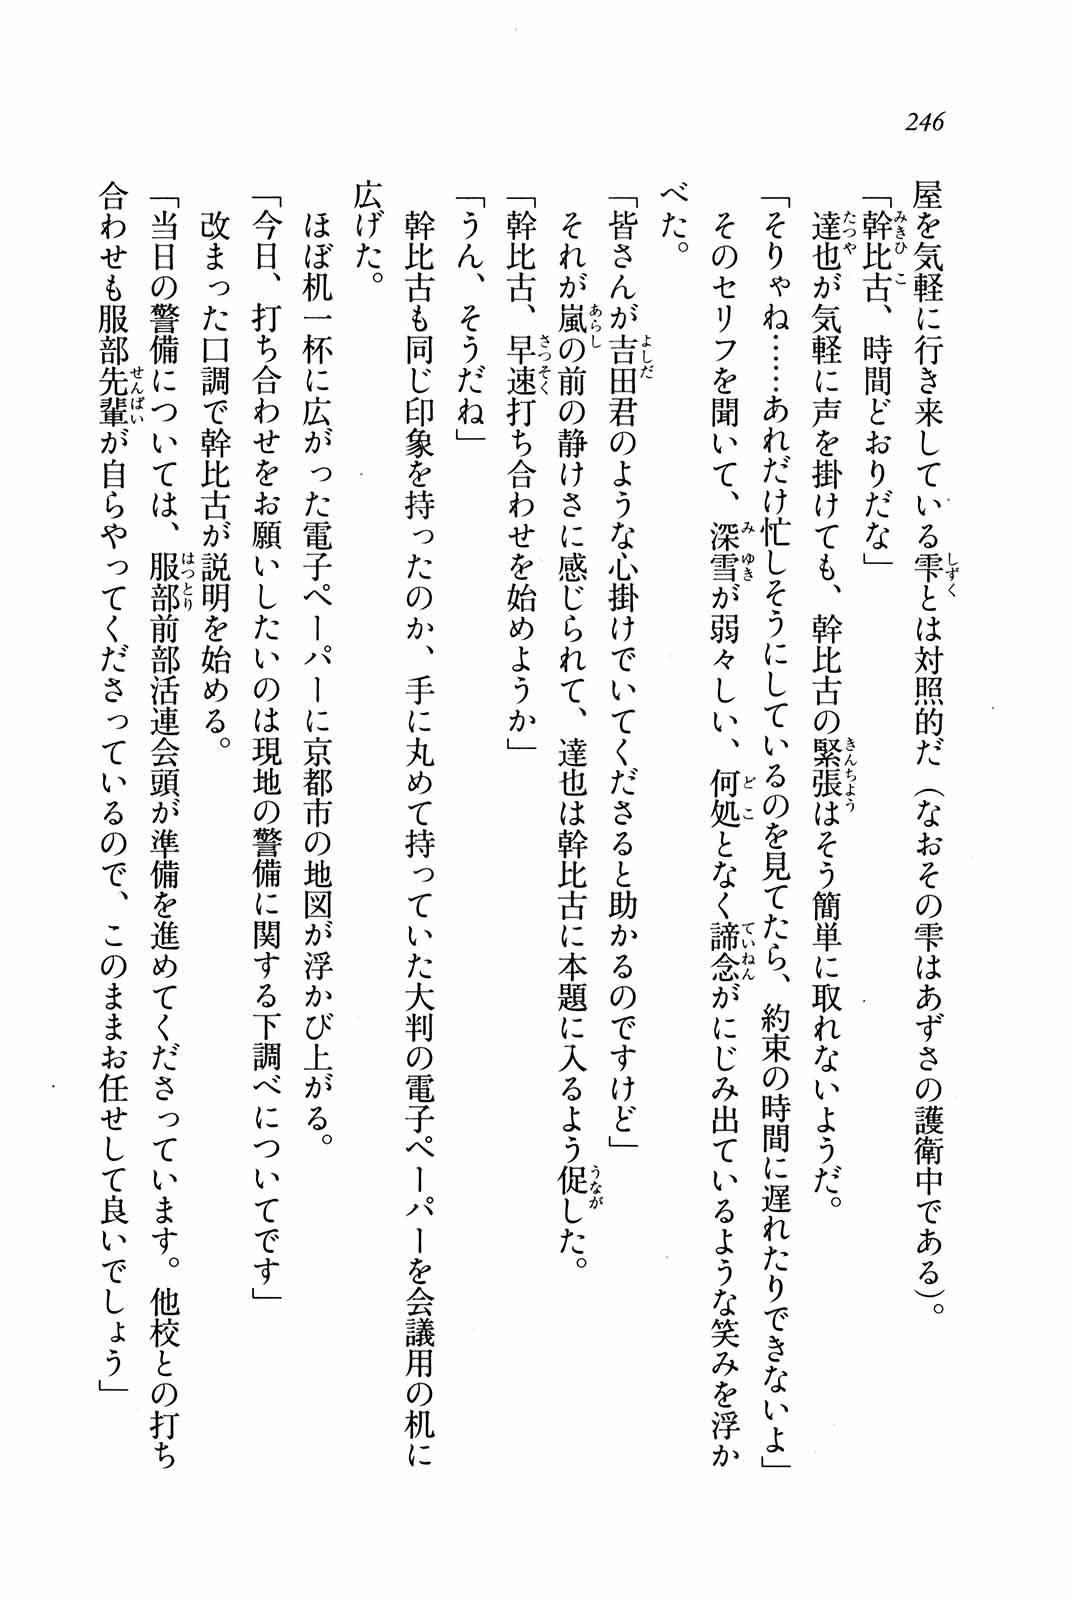 246
屋を気軽に行き来している雫とは対照的だ（なおその雫はあずさの護衛中である）。
「幹比古、時間どおりだな」
達也が気軽に声を掛けても、幹比古の緊張はそう簡単に取れないようだ。
「そりゃね……あれだけ忙しそうにしているのを見てたら、約束の時間に遅れたりできないよ」
そのセリフを聞いて、深雪が弱々しい、何処となく諦念がにじみ出ているような笑みを浮か
べた。
「皆さんが吉田君のような心掛けでいてくださると助かるのですけど」
それが嵐の前の静けさに感じられて、達也は幹比古に本題に入るよう促した。
「幹比古、早速打ち合わせを始めようか」
「うん、そうだね」
幹比古も同じ印象を持ったのか、手に丸めて持っていた大判の電子ペーパーを会議用の机に
広げた。
ほぼ机一杯に広がった電子ペーパーに京都市の地図が浮かび上がる。
「今日、打ち合わせをお願いしたいのは現地の警備に関する下調べについてです」
改まった口調で幹比古が説明を始める。
「当日の警備については、服部前部活連会頭が準備を進めてくださっています。他校との打ち
合わせも服部先輩が自らやってくださっているので、このままお任せして良いでしょう」